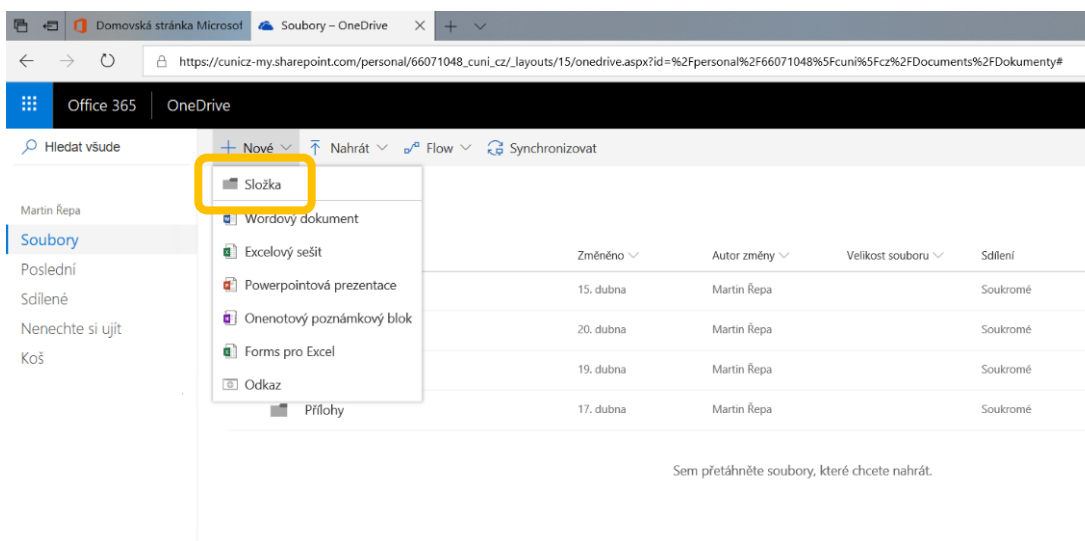 Domovská stránka Microsof
Soubory – OneDrive
https://cunicz-my.sharepoint.com/personal/66071048_cuni_cz/_layouts/15/onedrive.aspx?id=%2Fpersonal%2F66071048%5Fcuni%5Fcz%2FDocuments%2FDokumenty#
Office 365 OneDrive
Hledat všude
Nové Nahrát Flow Synchronizovat
Složka
Wordový dokument
Excelový sešit
Powerpointová prezentace
Onenotový poznámkový blok
Forms pro Excel
Odkaz
Martin Řepa
Soubory
Poslední
Sdílené
Nenechte si ujít
Koš
Změněno Autor změny Velikost souboru Sdílení
15. dubna Martin Řepa Soukromé
20. dubna Martin Řepa Soukromé
19. dubna Martin Řepa Soukromé
Přílohy 17. dubna Martin Řepa Soukromé
Sem přetáhněte soubory, které chcete nahrát.